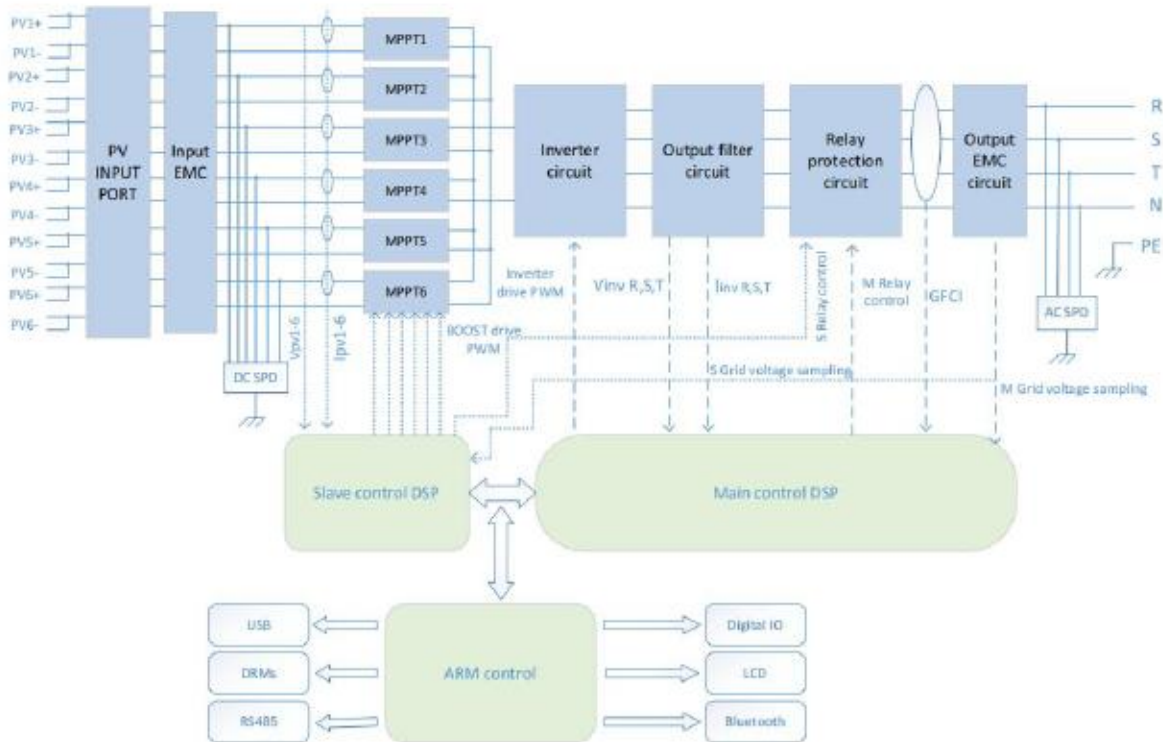 PV1+
PV1-
PV2+
PV2-
PV3+
PV3-
PV4+
PV4-
PV5+
PV5-
PV6+
PV6-
PV
INPUT
PORT
Input
EMC
MPPT1
MPPT2
MPPT3
MPPT4
MPPT5
MPPT6
DC SPD
Vpv1-6
Ipv1-6
BOOST drive
PWM
Inverter
circuit
Output filter
circuit
Relay
protection
circuit
Output
EMC
circuit
R
S
T
N
PE
AC SPD
Inverter
drive PWM
Vinv R,S,T
Iinv R,S,T
S Relay control
M Relay
control
GFCI
S Grid voltage sampling
M Grid voltage sampling
Slave control DSP
Main control DSP
ARM control
USB
DRMs
RS485
Digital IO
LCD
Bluetooth